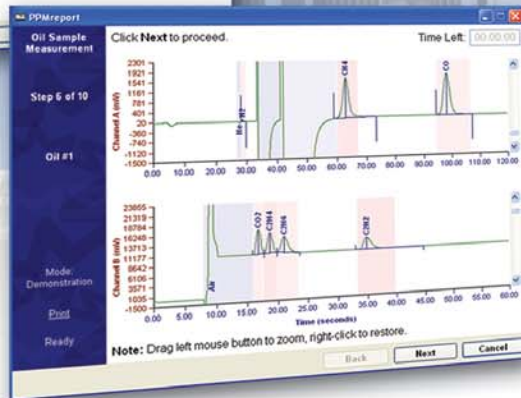 PPMreport
Oil Sample
Measurement
Step 6 of 10
Oil #1
Mode:
Demonstration
Print
Ready
Click Next to proceed.
Time Left: 00:00:00
Channel A (mV)
2301
1921
1541
1161
781
401
20
-360
-740
-1120
-1500
He
H2
CH4
CO
0.00 10.00 20.00 30.00 40.00 50.00 60.00 70.00 80.00 90.00 100.00 110.00 120.00
Channel B (mV)
23855
21319
18784
16248
13713
11177
8642
6106
3571
1035
-1500
Air
CO2
C2H4
C2H6
C2H2
0.00 5.00 10.00 15.00 20.00 25.00 30.00 35.00 40.00 45.00 50.00 55.00 60.00
Time (seconds)
Note: Drag left mouse button to zoom, right-click to restore.
Back Next Cancel